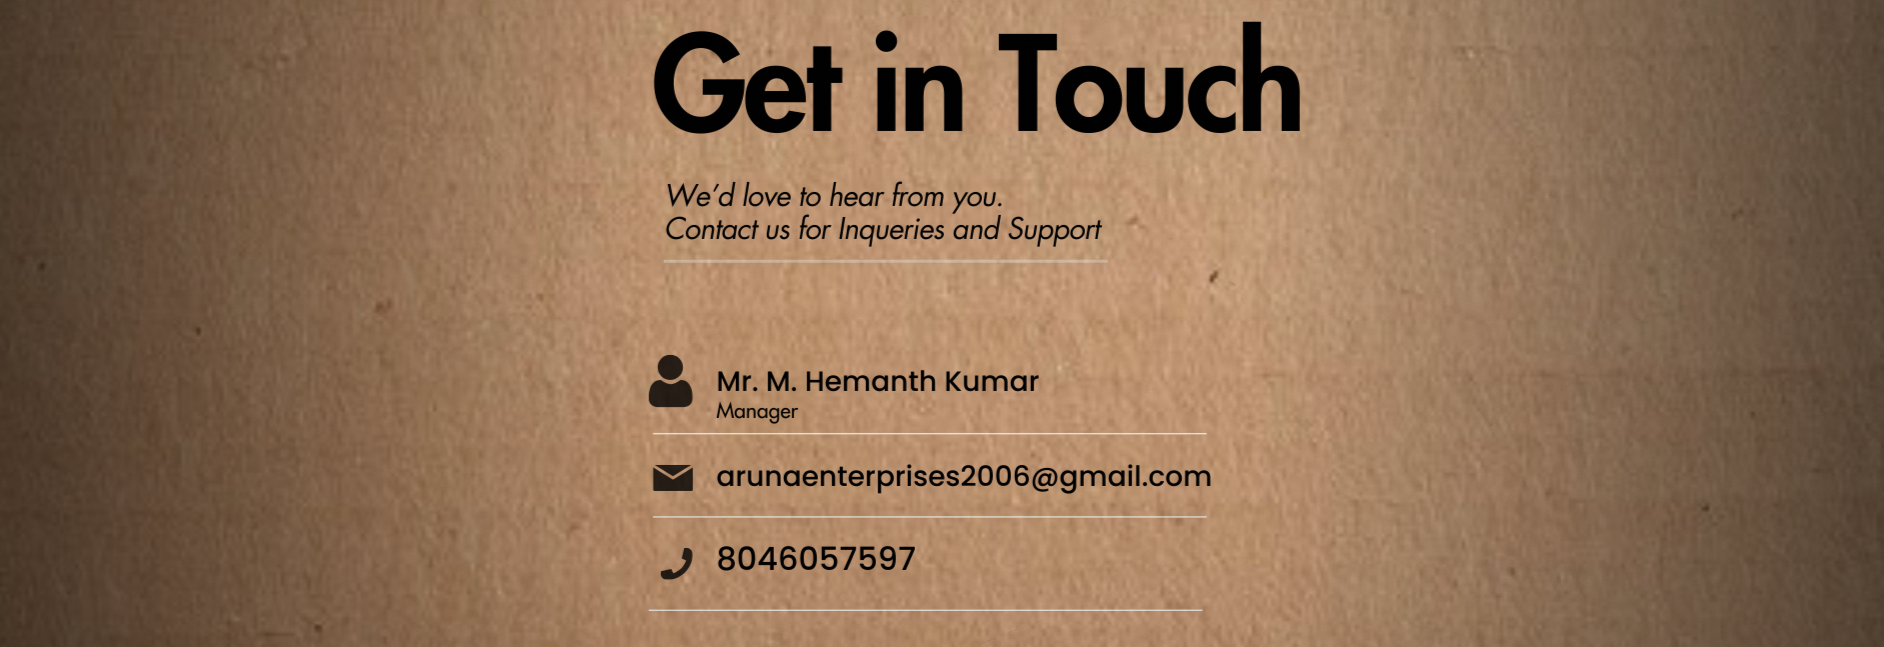 Get in Touch
We’d love to hear from you.
Contact us for Inqueries and Support
Mr. M. Hemanth Kumar
Manager
arunaenterprises2006@gmail.com
8046057597